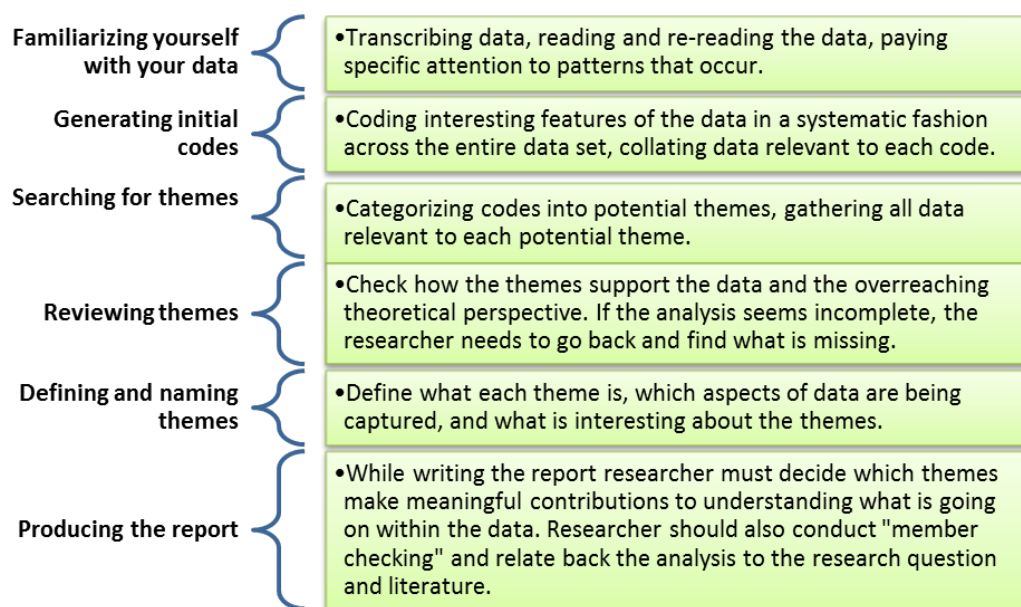 Familiarizing yourself
with your data
•Transcribing data, reading and re-reading the data, paying
specific attention to patterns that occur.
Generating initial
codes
•Coding interesting features of the data in a systematic fashion
across the entire data set, collating data relevant to each code.
Searching for themes
•Categorizing codes into potential themes, gathering all data
relevant to each potential theme.
Reviewing themes
•Check how the themes support the data and the overreaching
theoretical perspective. If the analysis seems incomplete, the
researcher needs to go back and find what is missing.
Defining and naming
themes
•Define what each theme is, which aspects of data are being
captured, and what is interesting about the themes.
Producing the report
•While writing the report researcher must decide which themes
make meaningful contributions to understanding what is going
on within the data. Researcher should also conduct "member
checking" and relate back the analysis to the research question
and literature.